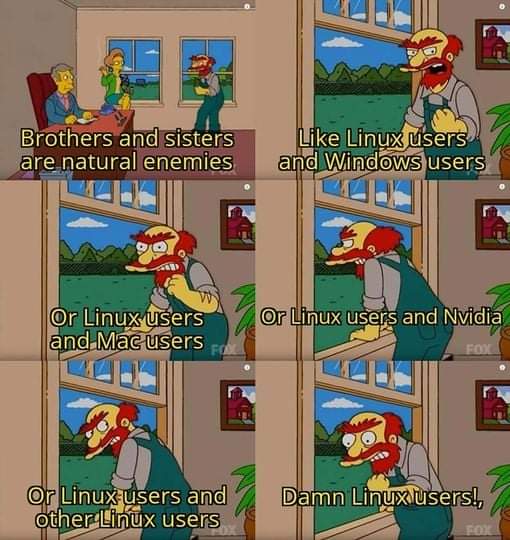 Brothers and sisters
are natural enemies
Like Linux users
and Windows users
Or Linux users
and Mac users
FOX
Or Linux users and Nvidia
FOX
Or Linux users and
other Linux users
FOX
Damn Linux users!,
FOX